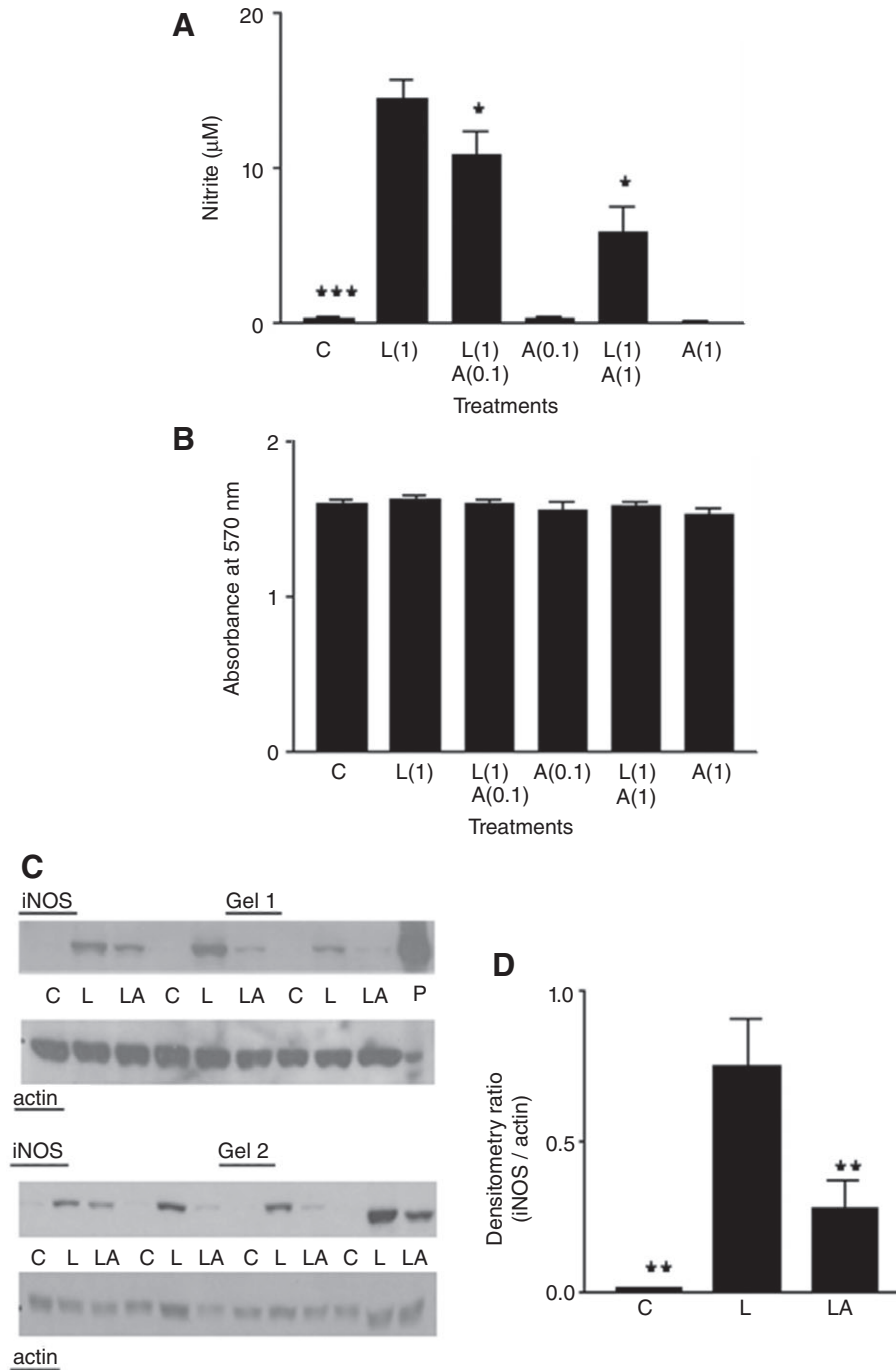 A
20
10
0
Nitrite (μM)
★
★
★★★
C L(1) L(1) A(0.1) L(1) A(1)
A(0.1) A(1)
Treatments
B
2
1
0
Absorbance at 570 nm
C L(1) L(1) A(0.1) L(1) A(1)
A(0.1) A(1)
Treatments
C
iNOS Gel 1
C L LA C L LA C L LA P
actin
iNOS Gel 2
C L LA C L LA C L LA C L LA
actin
D
1.0
0.5
0.0
Densitometry ratio
(iNOS / actin)
★★
★★
C L LA